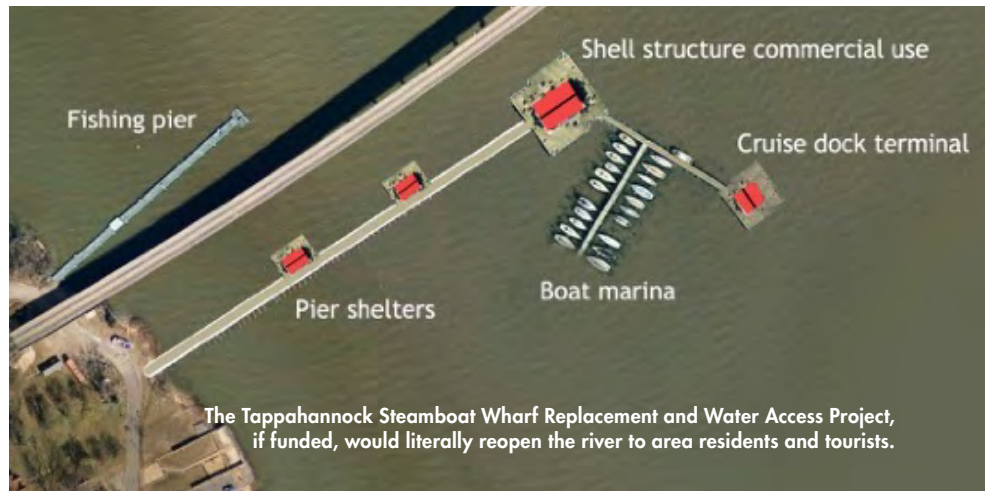 Shell structure commercial use
Fishing pier
Cruise dock terminal
Boat marina
Pier shelters
The Tappahannock Steamboat Wharf Replacement and Water Access Project,
if funded, would literally reopen the river to area residents and tourists.